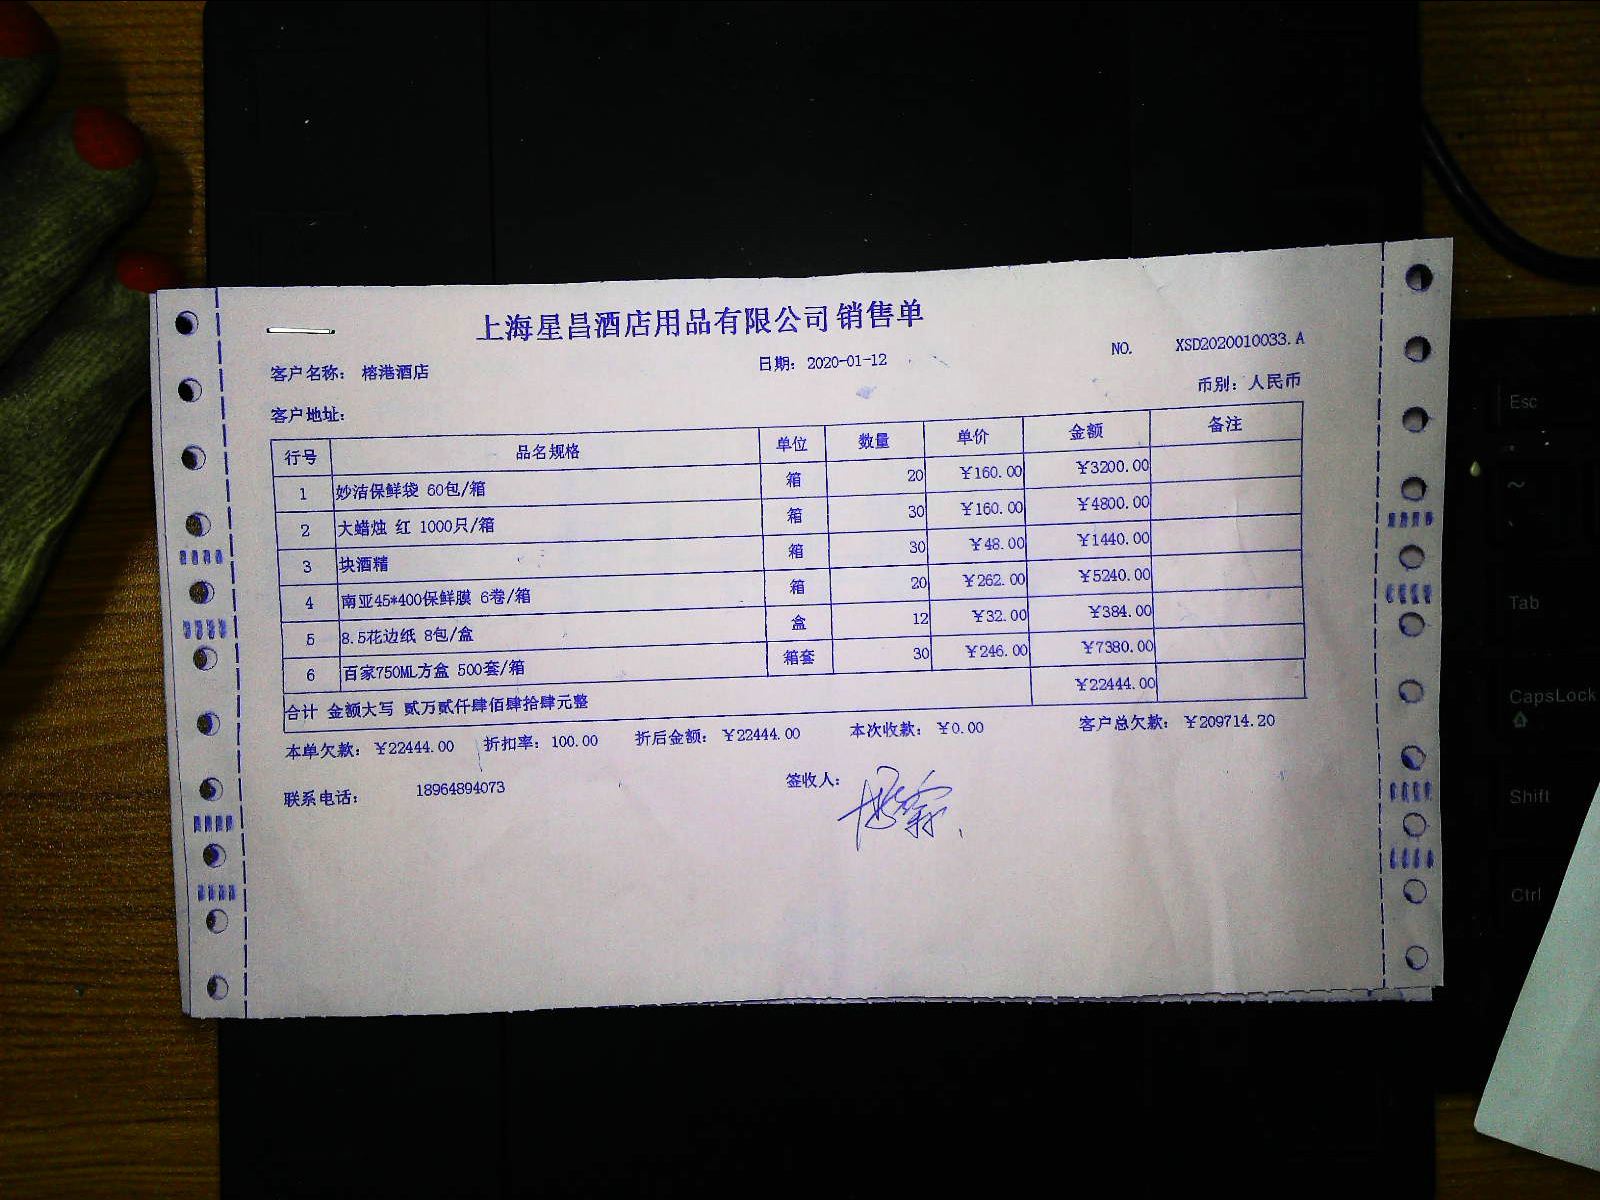 上海星昌酒店用品有限公司销售单
客户名称： 榕港酒店 日期：2020-01-12 NO. XSD2020010033.A
客户地址： 币别：人民币
行号 品名规格 单位 数量 单价 金额 备注
1 妙洁保鲜袋 60包/箱 箱 20 ¥160.00 ¥3200.00
2 大蜡烛 红 1000只/箱 箱 30 ¥160.00 ¥4800.00
3 块酒精 箱 30 ¥48.00 ¥1440.00
4 南亚45*400保鲜膜 6卷/箱 箱 20 ¥262.00 ¥5240.00
5 8.5花边纸 8包/盒 盒 12 ¥32.00 ¥384.00
6 百家750ML方盒 500套/箱 箱套 30 ¥246.00 ¥7380.00
合计 金额大写 贰万贰仟肆佰肆拾肆元整 ¥22444.00
本单欠款：¥22444.00 折扣率：100.00 折后金额：¥22444.00 本次收款：¥0.00 客户总欠款：¥209714.20
联系电话： 18964894073 签收人：
Esc
~
Tab
CapsLock
Shift
Ctrl